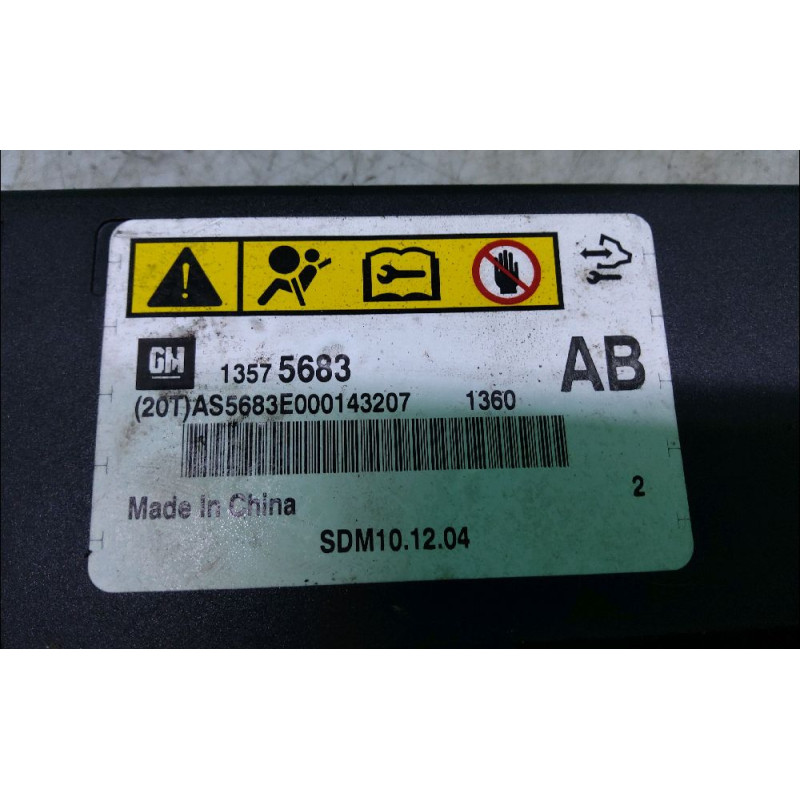 GM 1357 5683 AB
(20T)AS5683E000143207 1360
2
Made In China
SDM10.12.04